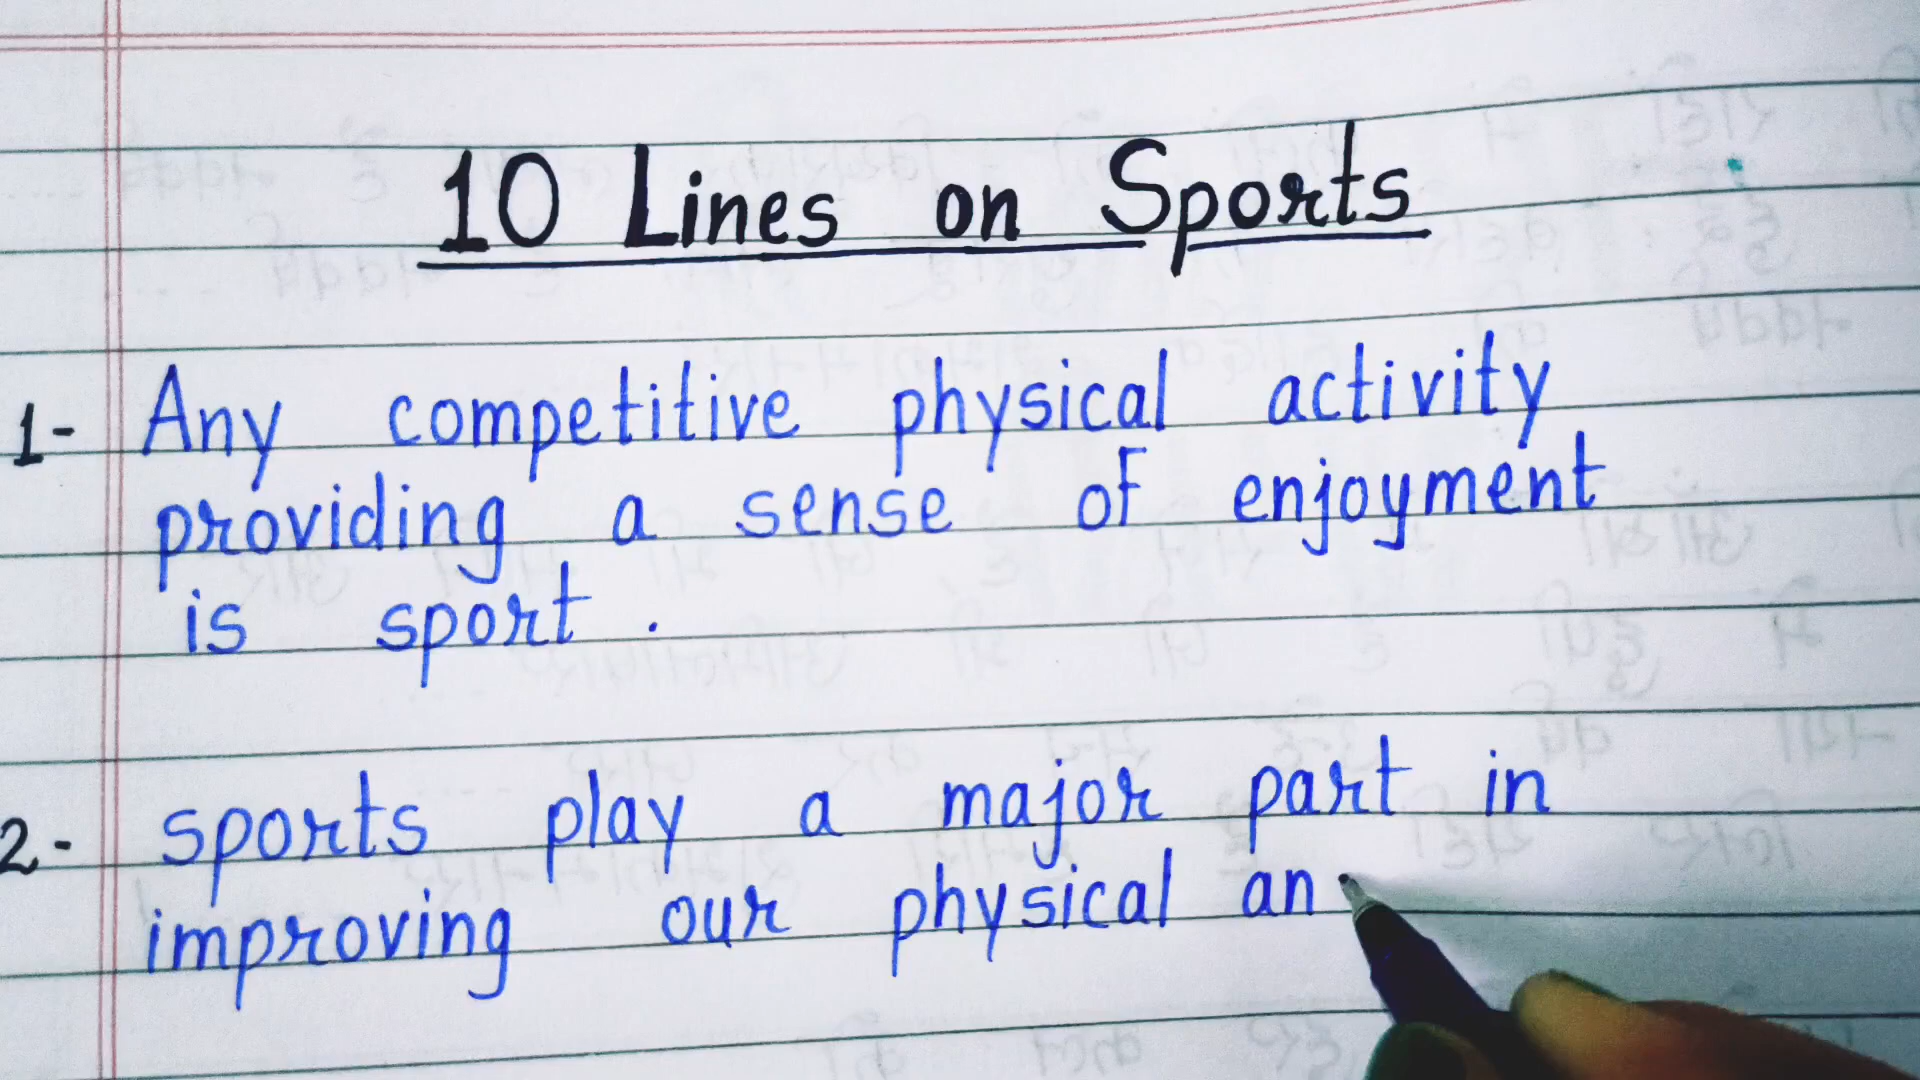 10 Lines on Sports
1- Any competitive physical activity
providing a sense of enjoyment
is sport .
2- sports play a major part in
improving our physical an